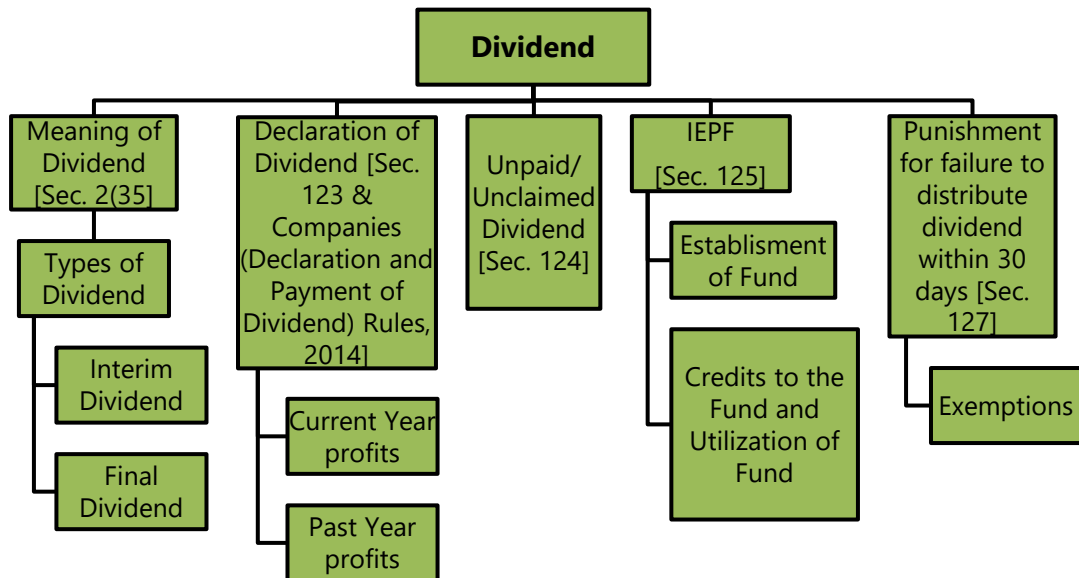 Dividend
Meaning of
Dividend
[Sec. 2(35]
Types of
Dividend
Interim
Dividend
Final
Dividend
Declaration of
Dividend [Sec.
123 &
Companies
(Declaration and
Payment of
Dividend) Rules,
2014]
Current Year
profits
Past Year
profits
Unpaid/
Unclaimed
Dividend
[Sec. 124]
IEPF
[Sec. 125]
Establisment
of Fund
Credits to the
Fund and
Utilization of
Fund
Punishment
for failure to
distribute
dividend
within 30
days [Sec.
127]
Exemptions